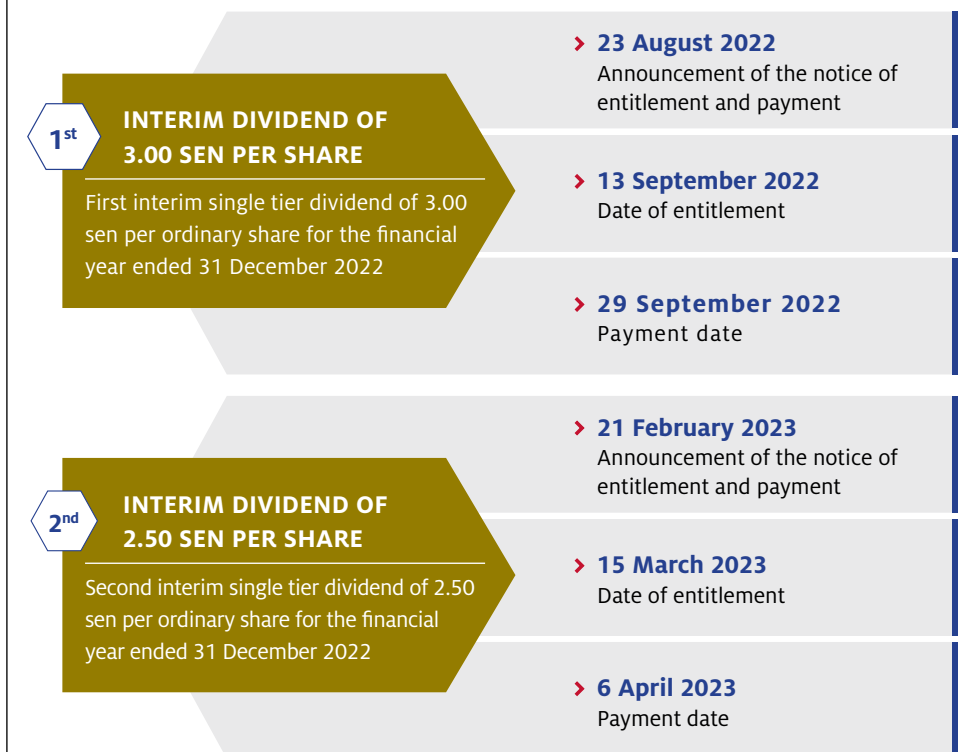 1st
INTERIM DIVIDEND OF
3.00 SEN PER SHARE
First interim single tier dividend of 3.00
sen per ordinary share for the financial
year ended 31 December 2022
23 August 2022
Announcement of the notice of
entitlement and payment
13 September 2022
Date of entitlement
29 September 2022
Payment date
2nd
INTERIM DIVIDEND OF
2.50 SEN PER SHARE
Second interim single tier dividend of 2.50
sen per ordinary share for the financial
year ended 31 December 2022
21 February 2023
Announcement of the notice of
entitlement and payment
15 March 2023
Date of entitlement
6 April 2023
Payment date